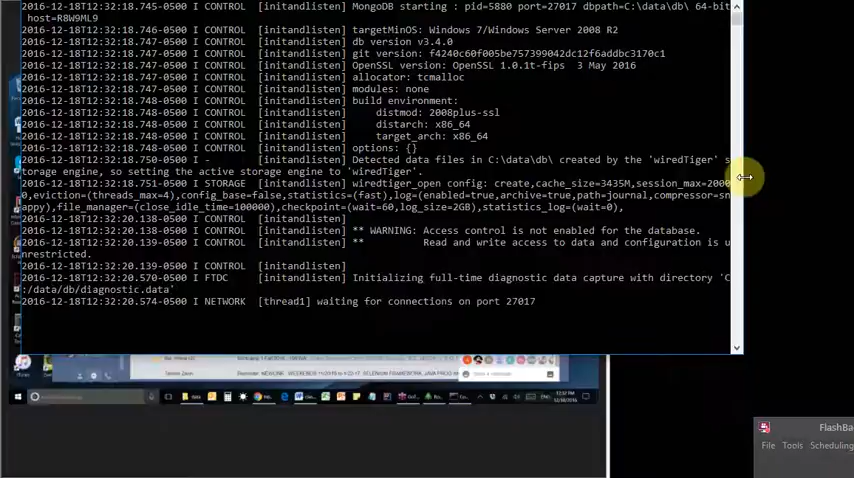 2016-12-18T12:32:18.745-0500 I CONTROL  [initandlisten] MongoDB starting : pid=5880 port=27017 dbpath=C:\data\db\ 64-bit
host=R8W9ML9
2016-12-18T12:32:18.746-0500 I CONTROL  [initandlisten] targetMinOS: Windows 7/Windows Server 2008 R2
2016-12-18T12:32:18.746-0500 I CONTROL  [initandlisten] db version v3.4.0
2016-12-18T12:32:18.747-0500 I CONTROL  [initandlisten] git version: f4240c60f005be757399042dc12f6addbc3170c1
2016-12-18T12:32:18.747-0500 I CONTROL  [initandlisten] OpenSSL version: OpenSSL 1.0.1t-fips  3 May 2016
2016-12-18T12:32:18.747-0500 I CONTROL  [initandlisten] allocator: tcmalloc
2016-12-18T12:32:18.747-0500 I CONTROL  [initandlisten] modules: none
2016-12-18T12:32:18.748-0500 I CONTROL  [initandlisten] build environment:
2016-12-18T12:32:18.748-0500 I CONTROL  [initandlisten]     distmod: 2008plus-ssl
2016-12-18T12:32:18.748-0500 I CONTROL  [initandlisten]     distarch: x86_64
2016-12-18T12:32:18.748-0500 I CONTROL  [initandlisten]     target_arch: x86_64
2016-12-18T12:32:18.748-0500 I CONTROL  [initandlisten] options: {}
2016-12-18T12:32:18.750-0500 I -        [initandlisten] Detected data files in C:\data\db\ created by the 'wiredTiger' s
torage engine, so setting the active storage engine to 'wiredTiger'.
2016-12-18T12:32:18.751-0500 I STORAGE  [initandlisten] wiredtiger_open config: create,cache_size=3435M,session_max=2000
0,eviction=(threads_max=4),config_base=false,statistics=(fast),log=(enabled=true,archive=true,path=journal,compressor=sn
appy),file_manager=(close_idle_time=100000),checkpoint=(wait=60,log_size=2GB),statistics_log=(wait=0),
2016-12-18T12:32:20.138-0500 I CONTROL  [initandlisten]
2016-12-18T12:32:20.138-0500 I CONTROL  [initandlisten] ** WARNING: Access control is not enabled for the database.
2016-12-18T12:32:20.139-0500 I CONTROL  [initandlisten] **          Read and write access to data and configuration is u
nrestricted.
2016-12-18T12:32:20.139-0500 I CONTROL  [initandlisten]
2016-12-18T12:32:20.570-0500 I FTDC     [initandlisten] Initializing full-time diagnostic data capture with directory 'C
:/data/db/diagnostic.data'
2016-12-18T12:32:20.574-0500 I NETWORK  [thread1] waiting for connections on port 27017
FlashBa
File Tools Scheduling